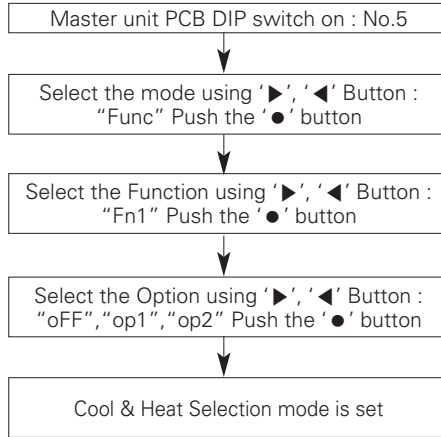 Master unit PCB DIP switch on : No.5
Select the mode using ‘▶’, ‘◀’ Button :
“Func” Push the ‘●’ button
Select the Function using ‘▶’, ‘◀’ Button :
“Fn1” Push the ‘●’ button
Select the Option using ‘▶’, ‘◀’ Button :
“oFF”,“op1”,“op2” Push the ‘●’ button
Cool & Heat Selection mode is set